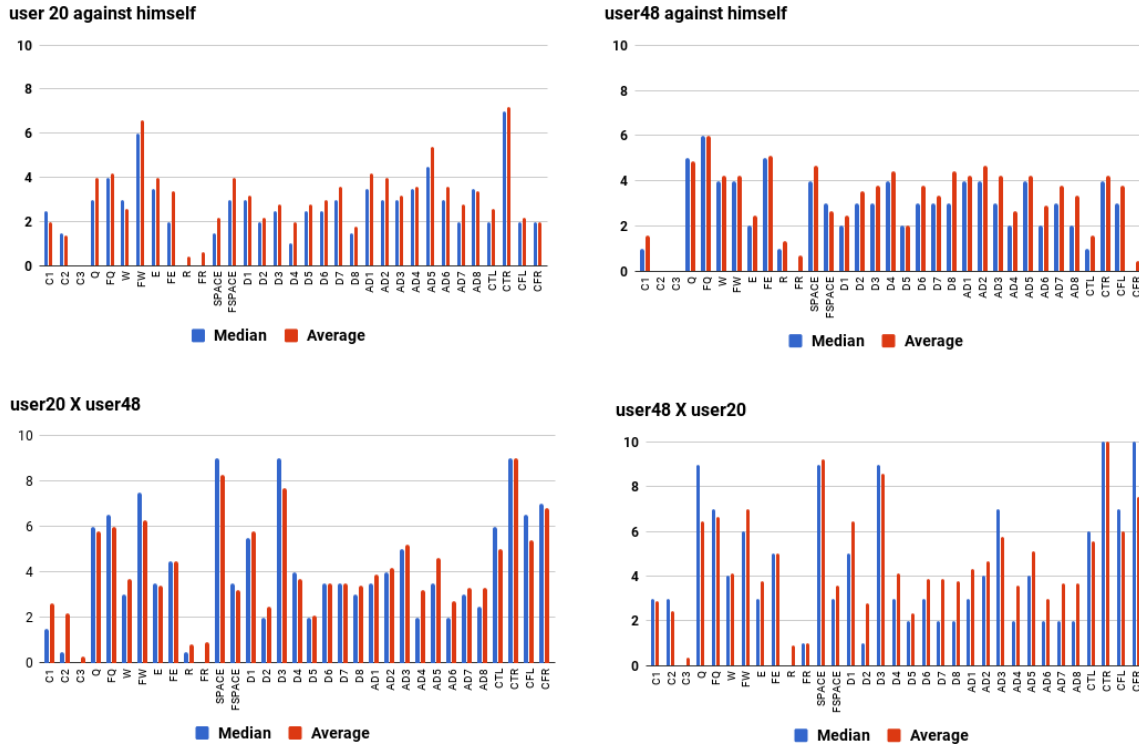 user 20 against himself
10
8
6
4
2
0
C1 C2 C3 Q FQ W FW E FE R FR SPACE FSPACE D1 D2 D3 D4 D5 D6 D7 D8 AD1 AD2 AD3 AD4 AD5 AD6 AD7 AD8 CTL CTR CFL CFR
Median Average
user48 against himself
10
8
6
4
2
0
C1 C2 C3 Q FQ W FW E FE R FR SPACE FSPACE D1 D2 D3 D4 D5 D6 D7 D8 AD1 AD2 AD3 AD4 AD5 AD6 AD7 AD8 CTL CTR CFL CFR
Median Average
user20 X user48
10
8
6
4
2
0
C1 C2 C3 Q FQ W FW E FE R FR SPACE FSPACE D1 D2 D3 D4 D5 D6 D7 D8 AD1 AD2 AD3 AD4 AD5 AD6 AD7 AD8 CTL CTR CFL CFR
Median Average
user48 X user20
10
8
6
4
2
0
C1 C2 C3 Q FQ W FW E FE R FR SPACE FSPACE D1 D2 D3 D4 D5 D6 D7 D8 AD1 AD2 AD3 AD4 AD5 AD6 AD7 AD8 CTL CTR CFL CFR
Median Average